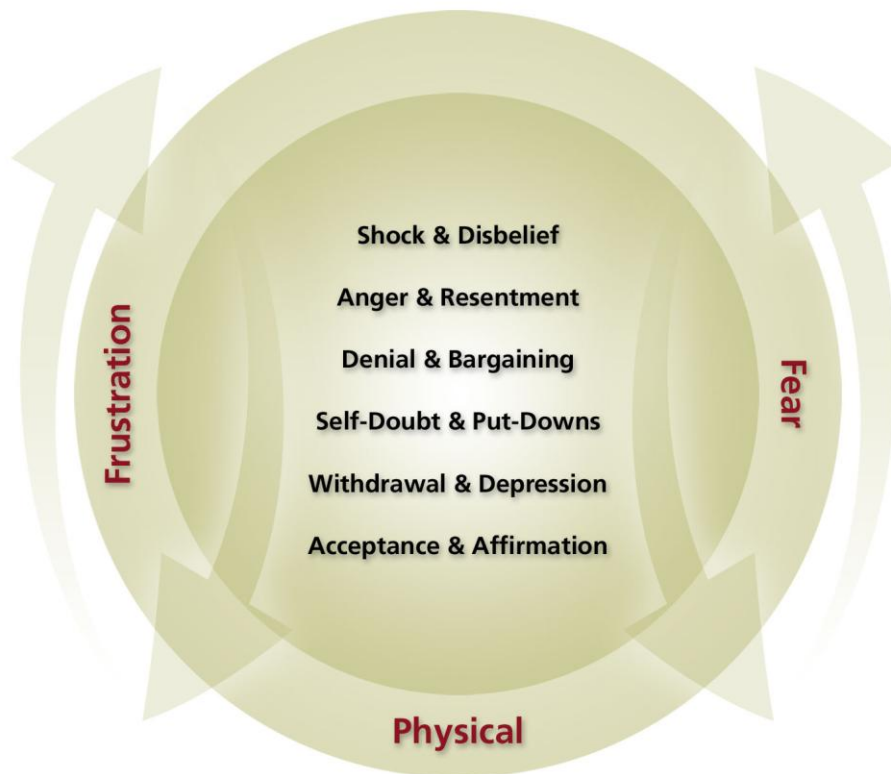 Shock & Disbelief
Anger & Resentment
Denial & Bargaining
Self-Doubt & Put-Downs
Withdrawal & Depression
Acceptance & Affirmation
Frustration
Fear
Physical